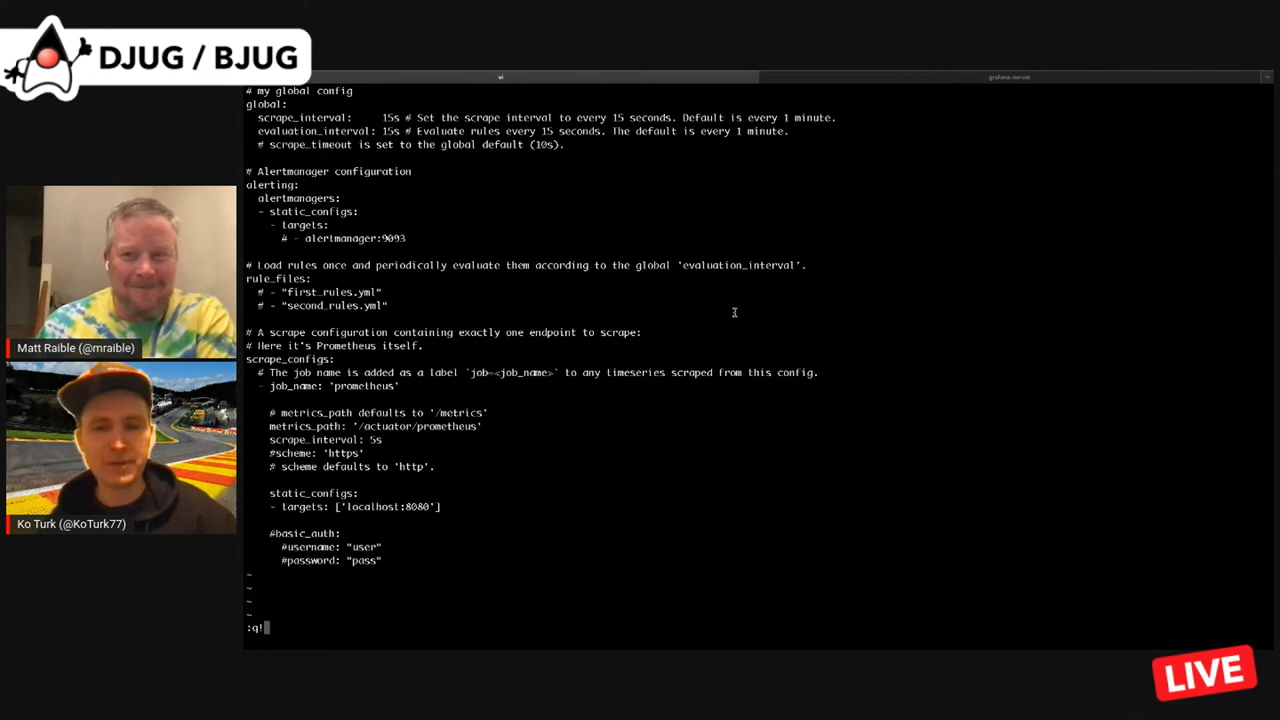 DJUG / BJUG
vi
grafana-server
# my global config
global:
scrape_interval: 15s # Set the scrape interval to every 15 seconds. Default is every 1 minute.
evaluation_interval: 15s # Evaluate rules every 15 seconds. The default is every 1 minute.
# scrape_timeout is set to the global default (10s).
# Alertmanager configuration
alerting:
alertmanagers:
- static_configs:
- targets:
# - alertmanager:9093
# Load rules once and periodically evaluate them according to the global 'evaluation_interval'.
rule_files:
# - "first_rules.yml"
# - "second_rules.yml"
# A scrape configuration containing exactly one endpoint to scrape:
# Here it's Prometheus itself.
scrape_configs:
# The job name is added as a label `job=<job_name>` to any timeseries scraped from this config.
- job_name: 'prometheus'
# metrics_path defaults to '/metrics'
metrics_path: '/actuator/prometheus'
scrape_interval: 5s
#scheme: 'https'
# scheme defaults to 'http'.
static_configs:
- targets: ['localhost:8080']
#basic_auth:
#username: "user"
#password: "pass"
~
~
~
~
:q!
Matt Raible (@mraible)
Ko Turk (@KoTurk77)
LIVE